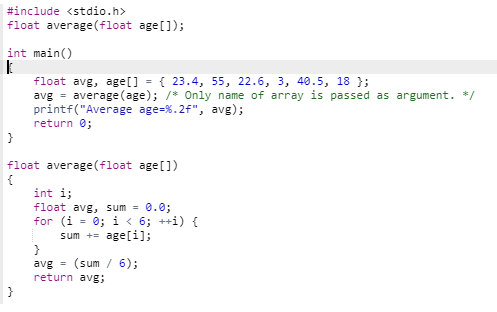 #include <stdio.h>
float average(float age[]);

int main()
{
    float avg, age[] = { 23.4, 55, 22.6, 3, 40.5, 18 };
    avg = average(age); /* Only name of array is passed as argument. */
    printf("Average age=%.2f", avg);
    return 0;
}

float average(float age[])
{
    int i;
    float avg, sum = 0.0;
    for (i = 0; i < 6; ++i) {
        sum += age[i];
    }
    avg = (sum / 6);
    return avg;
}